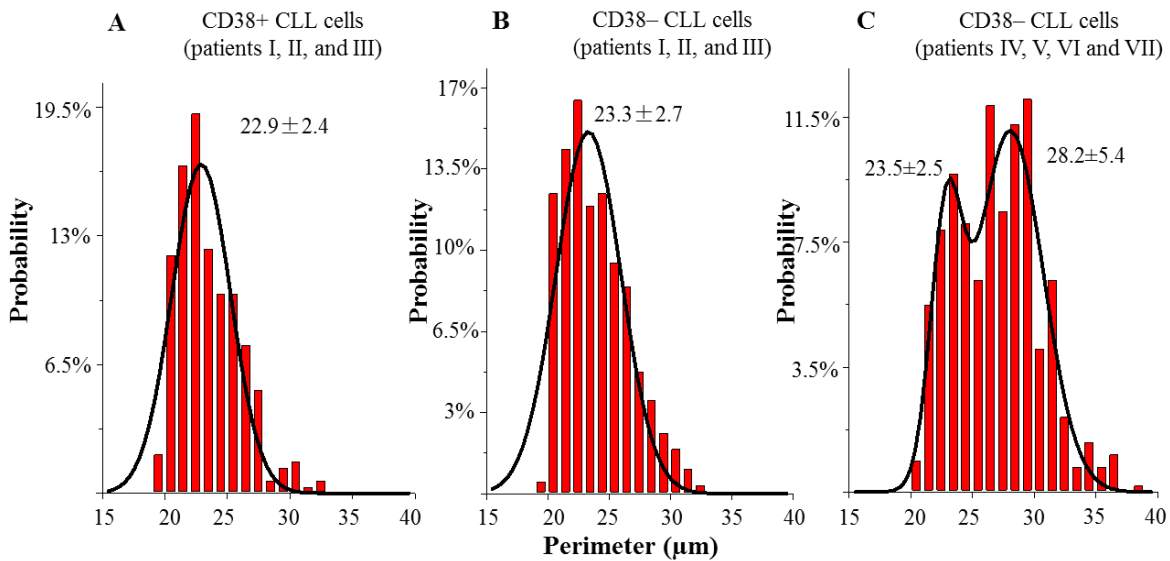 A
CD38+ CLL cells
(patients I, II, and III)
19.5%
13%
6.5%
Probability
22.9±2.4
15 20 25 30 35 40
B
CD38– CLL cells
(patients I, II, and III)
17%
13.5%
10%
6.5%
3%
Probability
23.3±2.7
15 20 25 30 35 40
Perimeter (µm)
C
CD38– CLL cells
(patients IV, V, VI and VII)
11.5%
7.5%
3.5%
Probability
23.5±2.5
28.2±5.4
15 20 25 30 35 40